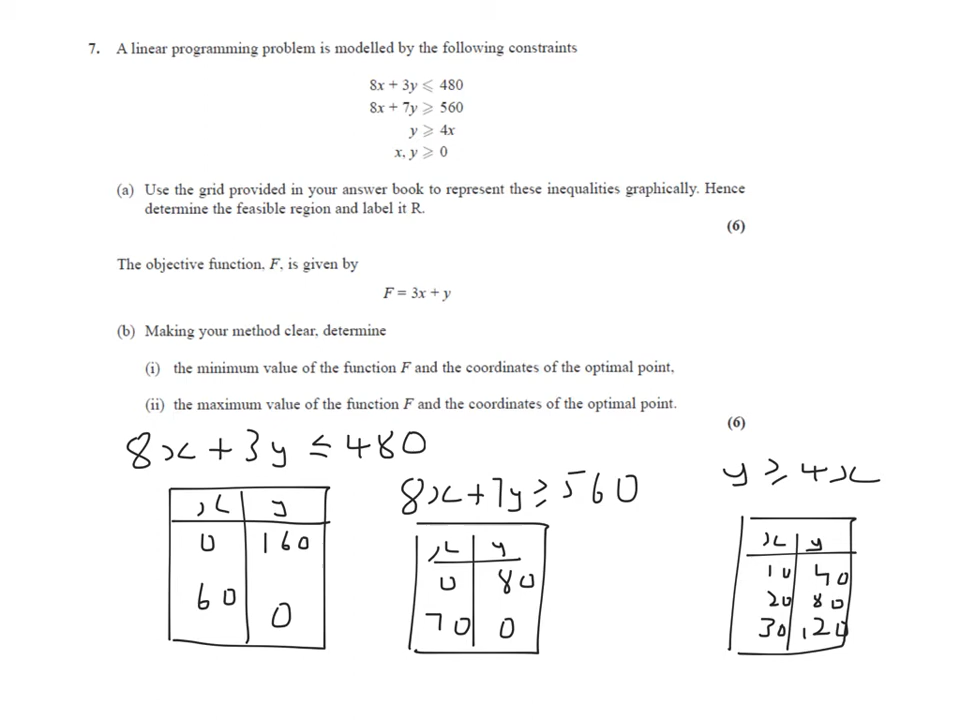 7. A linear programming problem is modelled by the following constraints
8x + 3y ⩽ 480
8x + 7y ⩾ 560
y ⩾ 4x
x, y ⩾ 0
(a) Use the grid provided in your answer book to represent these inequalities graphically. Hence
determine the feasible region and label it R.
(6)
The objective function, F, is given by
F = 3x + y
(b) Making your method clear, determine
(i) the minimum value of the function F and the coordinates of the optimal point,
(ii) the maximum value of the function F and the coordinates of the optimal point.
(6)
8x + 3y ≤ 480
x y
0 160
60 0
8x + 7y ≥ 560
x y
0 80
70 0
y ≥ 4x
x y
10 40
20 80
30 120